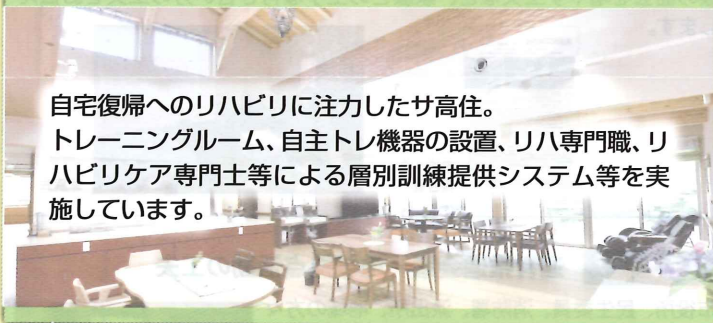 自宅復帰へのリハビリに注力したサ高住。
トレーニングルーム、自主トレ機器の設置、リハ専門職、リ
ハビリケア専門士等による層別訓練提供システム等を実
施しています。